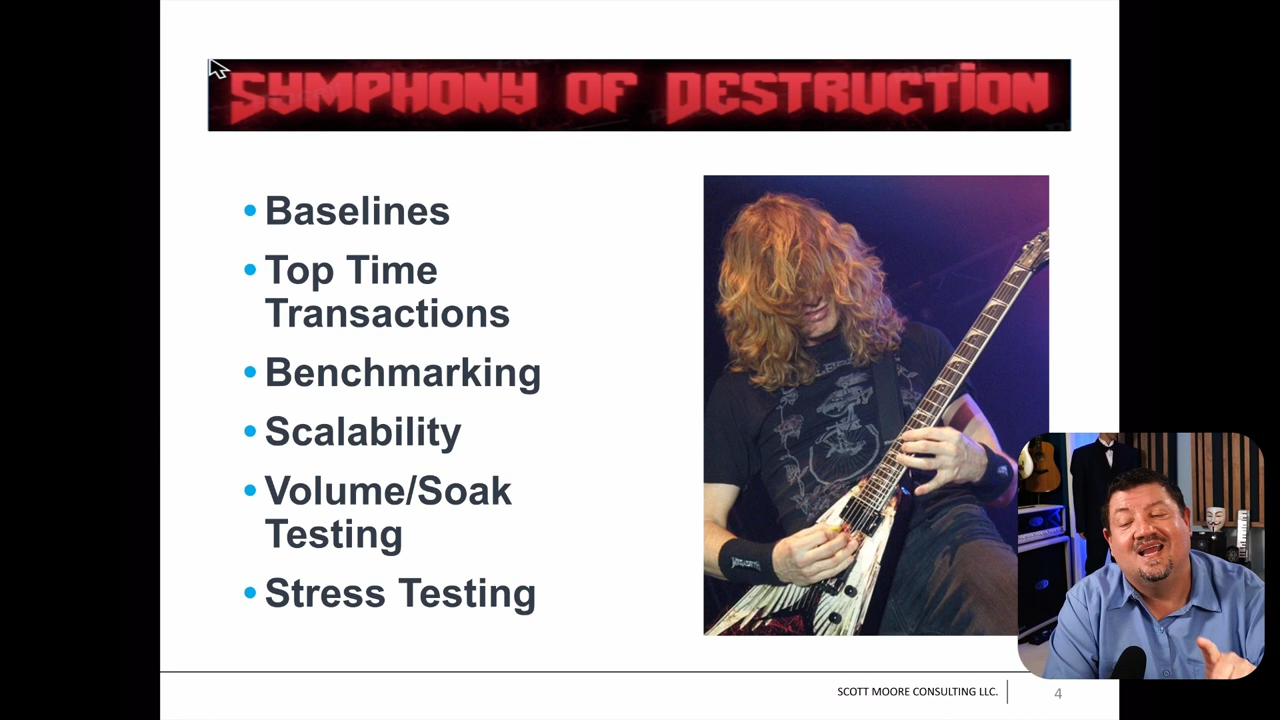 SYMPHONY OF DESTRUCTION
• Baselines
• Top Time
Transactions
• Benchmarking
• Scalability
• Volume/Soak
Testing
• Stress Testing
SCOTT MOORE CONSULTING LLC.
4